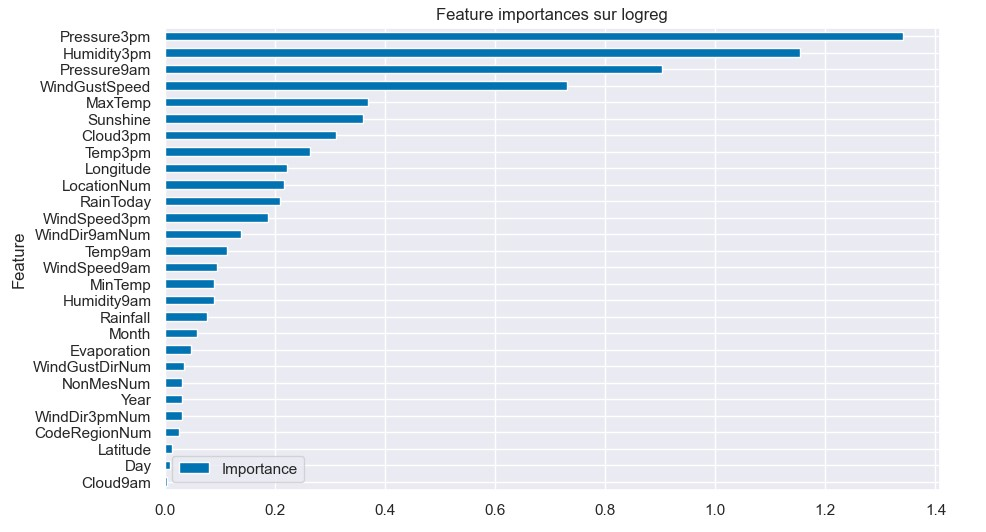 Feature importances sur logreg
Pressure3pm
Humidity3pm
Pressure9am
WindGustSpeed
MaxTemp
Sunshine
Cloud3pm
Temp3pm
Longitude
LocationNum
RainToday
WindSpeed3pm
WindDir9amNum
Temp9am
WindSpeed9am
MinTemp
Humidity9am
Rainfall
Month
Evaporation
WindGustDirNum
NonMesNum
Year
WindDir3pmNum
CodeRegionNum
Latitude
Day
Cloud9am
Feature
Importance
0.0 0.2 0.4 0.6 0.8 1.0 1.2 1.4